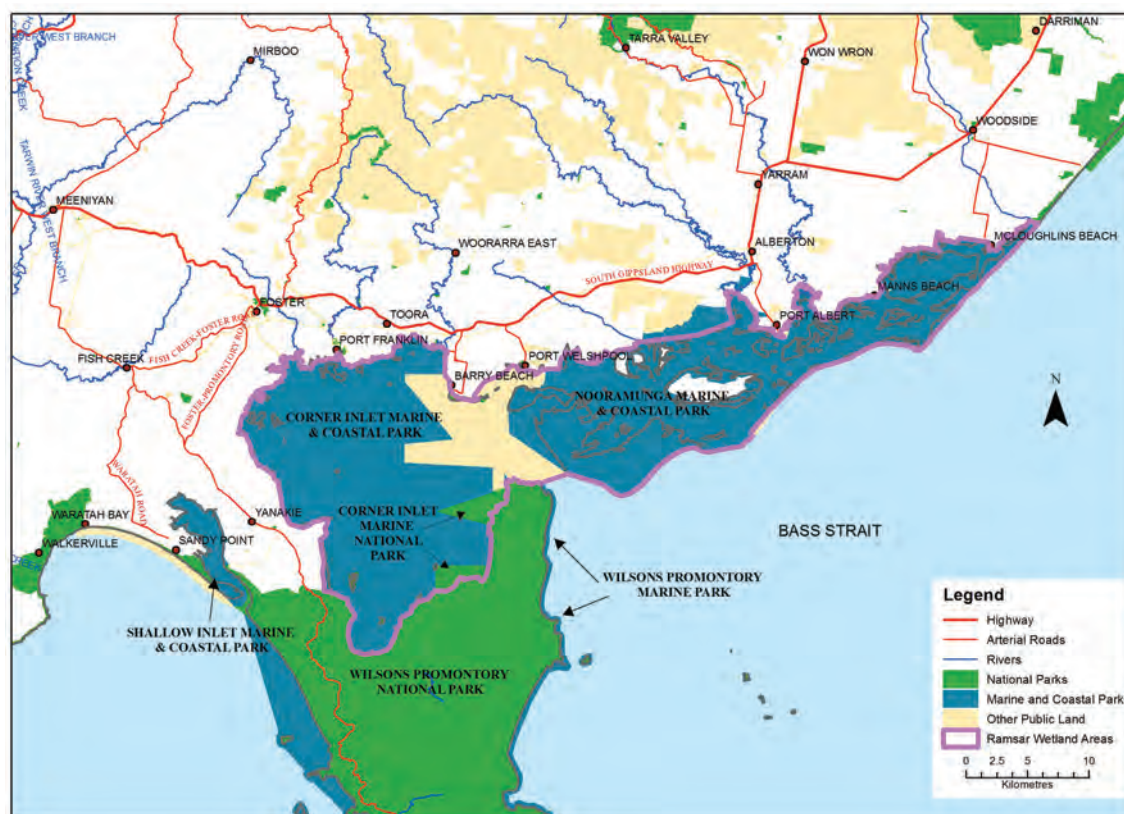 DARRIMAN
TARRA VALLEY
WON WRON
MIRBOO
WOODSIDE
TARWIN RIVER WEST BRANCH
YARRAM
MEENIYAN
WOORARRA EAST
ALBERTON
MCLOUGHLINS BEACH
SOUTH GIPPSLAND HIGHWAY
MANNS BEACH
FOSTER
TOORA
PORT ALBERT
FISH CREEK-FOSTER RO
PORT FRANKLIN
FISH CREEK
PORT WELSHPOOL
FOSTER-PROMONTORY ROAD
BARRY BEACH
NOORAMUNGA MARINE
& COASTAL PARK
CORNER INLET MARINE
& COASTAL PARK
N
WARATAH ROAD
WARATAH BAY
YANAKIE
CORNER INLET
MARINE
NATIONAL
PARK
BASS STRAIT
WALKERVILLE
SANDY POINT
WILSONS PROMONTORY
MARINE PARK
SHALLOW INLET MARINE
& COASTAL PARK
WILSONS PROMONTORY
NATIONAL PARK
Legend
Highway
Arterial Roads
Rivers
National Parks
Marine and Coastal Park
Other Public Land
Ramsar Wetland Areas
0 2.5 5 10
Kilometres